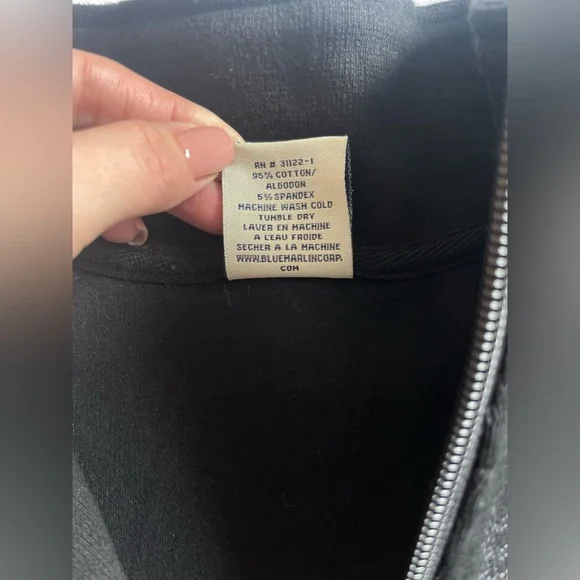 RN # 31122-1
95% COTTON/
ALGODON
5% SPANDEX
MACHINE WASH COLD
TUMBLE DRY
LAVER EN MACHINE
A L'EAU FROIDE
SECHER A LA MACHINE
WWW.BLUEMARLINCORP.
COM